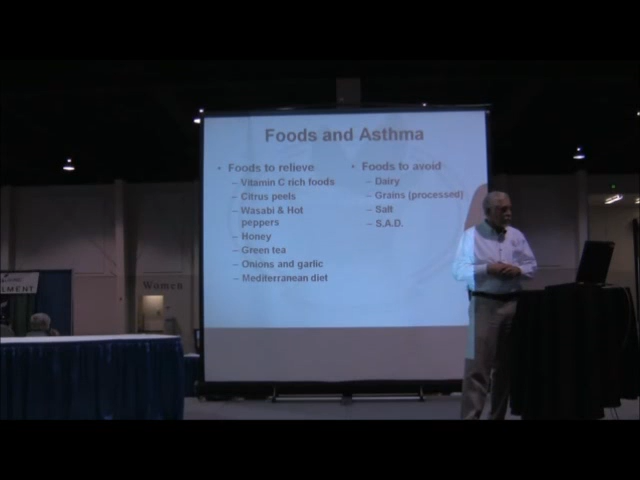 Foods and Asthma
• Foods to relieve
– Vitamin C rich foods
– Citrus peels
– Wasabi & Hot
peppers
– Honey
– Green tea
– Onions and garlic
– Mediterranean diet
• Foods to avoid
– Dairy
– Grains (processed)
– Salt
– S.A.D.
Women